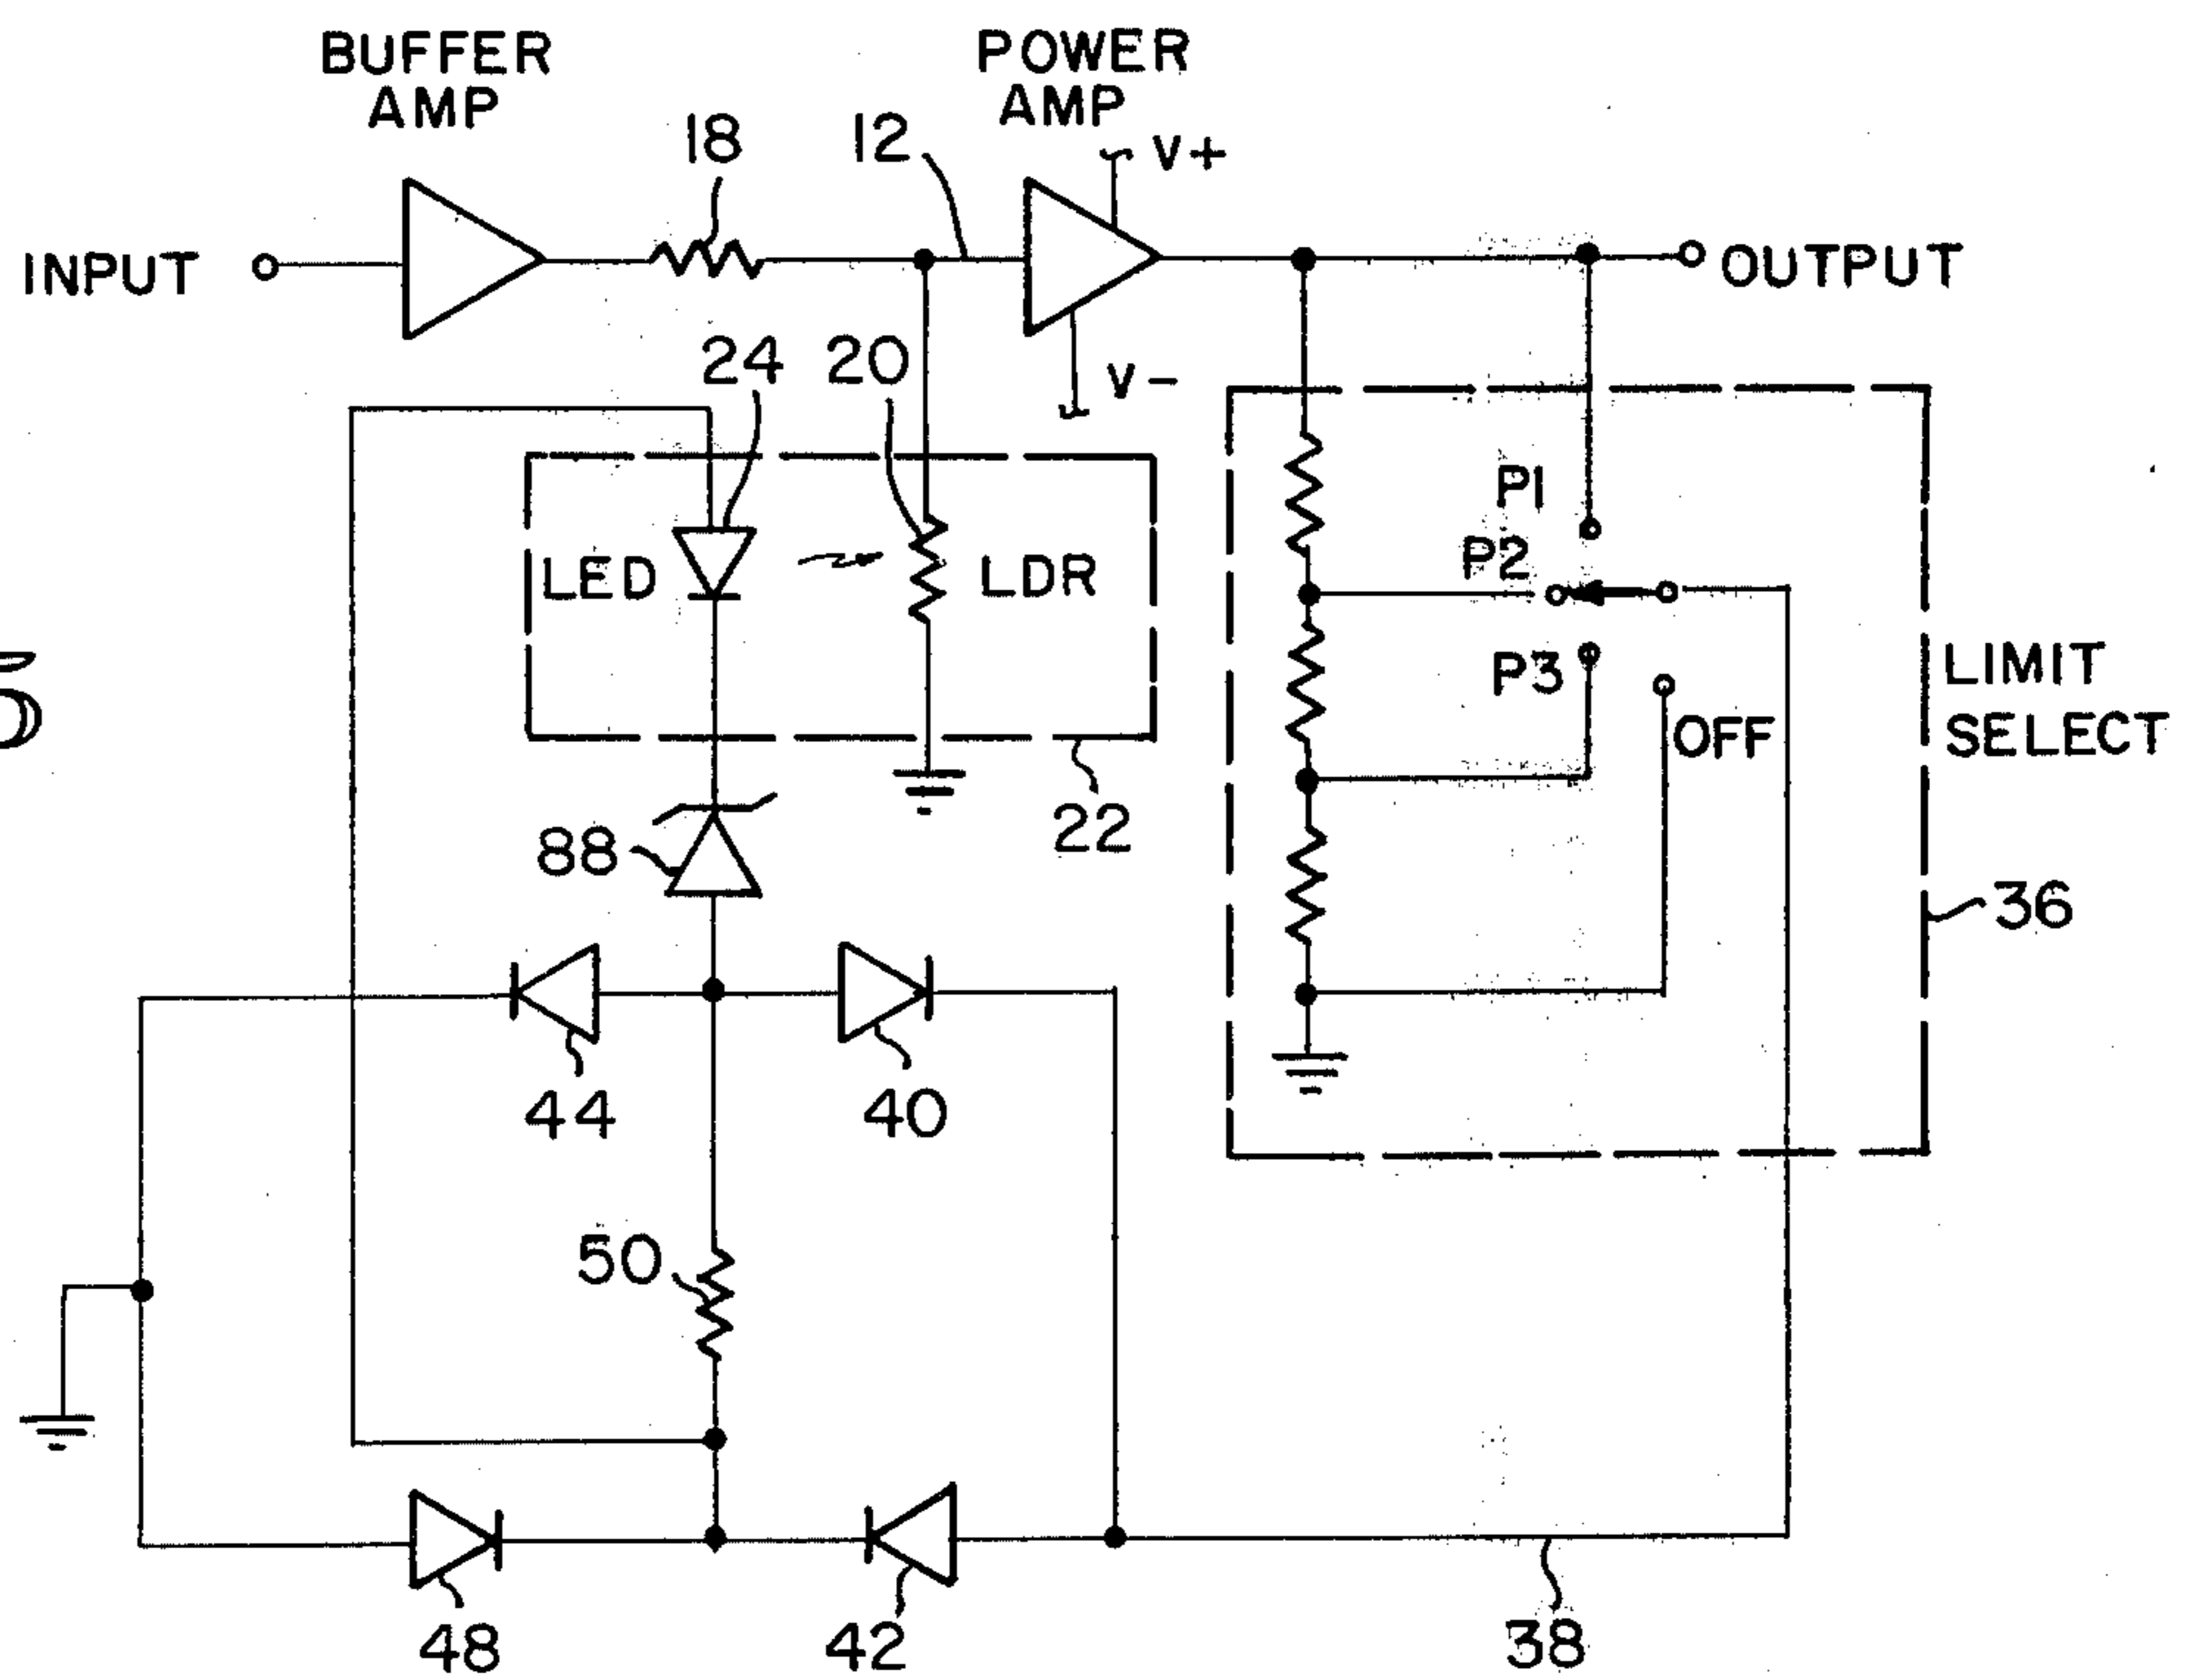 BUFFER
AMP
POWER
AMP
18
12
V+
INPUT
OUTPUT
24
20
V-
P1
LED
LDR
P2
P3
LIMIT
SELECT
OFF
22
88
36
44
40
50
48
42
38